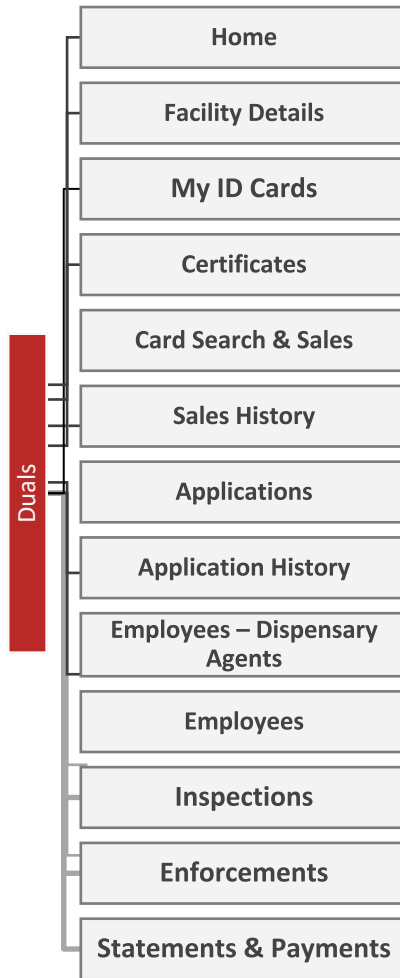 Home
Facility Details
My ID Cards
Certificates
Card Search & Sales
Sales History
Duals
Applications
Application History
Employees – Dispensary
Agents
Employees
Inspections
Enforcements
Statements & Payments